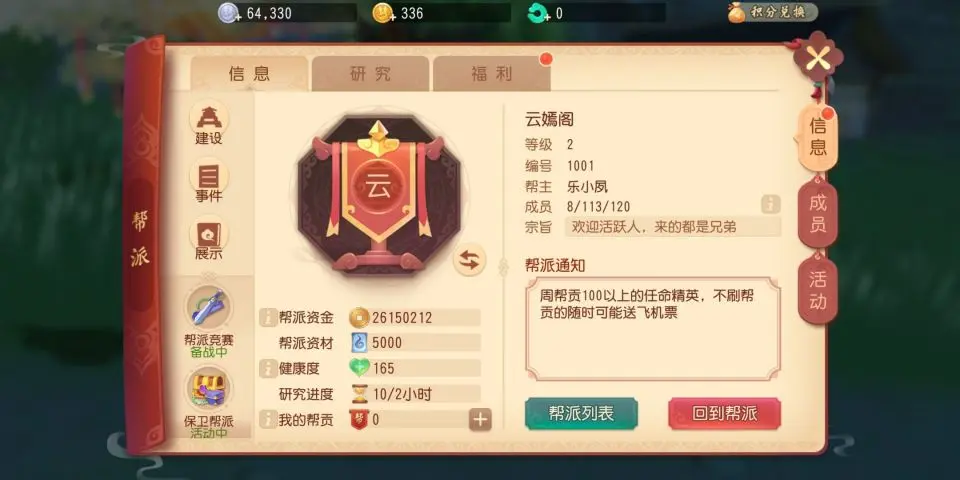 64,330
336
0
积分兑换
信息
研究
福利
帮派
建设
事件
展示
帮派竞赛
备战中
保卫帮派
活动中
云
帮派资金 26150212
帮派资材 5000
健康度 165
研究进度 10/2小时
我的帮贡 0
云嫣阁
等级 2
编号 1001
帮主 乐小凤
成员 8/113/120
宗旨 欢迎活跃人，来的都是兄弟
帮派通知
周帮贡100以上的任命精英，不刷帮
贡的随时可能送飞机票
帮派列表
回到帮派
信息
成员
活动